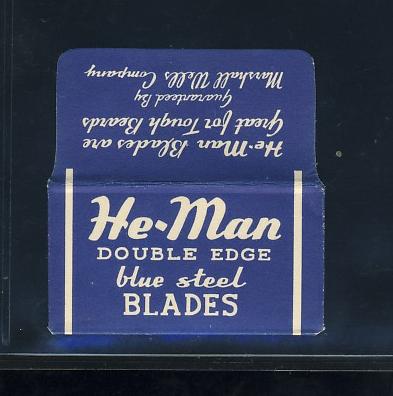 He-Man Blades are
Great for Tough Beards
Guaranteed By
Marshall Wells Company
He-Man
DOUBLE EDGE
blue steel
BLADES